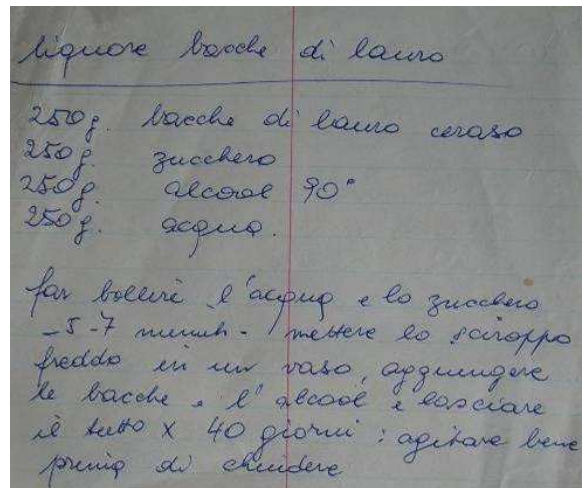 liquore bacche di lauro
250 g. bacche di lauro ceraso
250 g. zucchero
250 g. alcool 90°
250 g. acqua.
far bollire l'acqua e lo zucchero
- 5 - 7 minuti - mettere lo sciroppo
freddo in un vaso, aggiungere
le bacche e l'alcool e lasciare
il tutto x 40 giorni : agitare bene
prima di chiudere